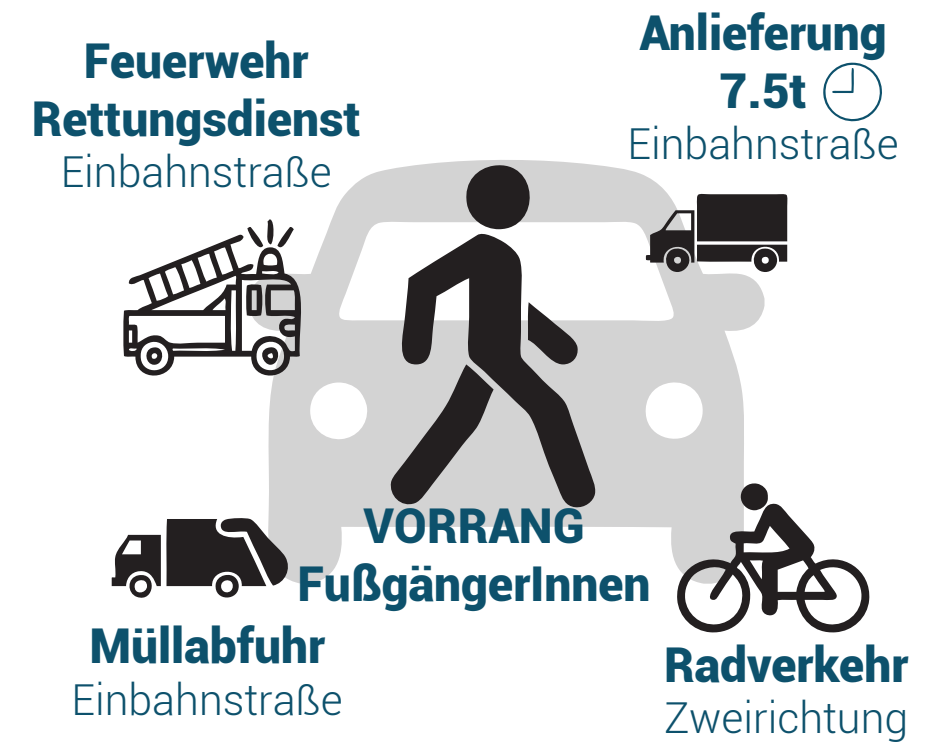 Feuerwehr
Rettungsdienst
Einbahnstraße
Anlieferung
7.5t
Einbahnstraße
VORRANG
FußgängerInnen
Müllabfuhr
Einbahnstraße
Radverkehr
Zweirichtung